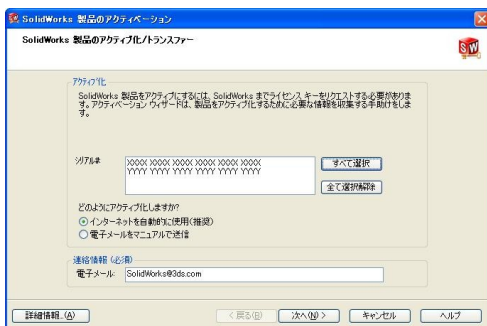 SolidWorks 製品のアクティベーション
SolidWorks 製品のアクティブ化/トランスファー
SW
アクティブ化
SolidWorks 製品をアクティブにするには、SolidWorks までライセンス キーをリクエストする必要がありま
す。アクティベーション ウィザードは、製品をアクティブ化するために必要な情報を収集する手助けをしま
す。
シリアル#
XXXX XXXX XXXX XXXX XXXX XXXX
YYYY YYYY YYYY YYYY YYYY YYYY
すべて選択
全て選択解除
どのようにアクティブ化しますか?
インターネットを自動的に使用(推奨)
電子メールをマニュアルで送信
連絡情報 (必須)
電子メール:
SolidWorks@3ds.com
詳細情報...(A)
< 戻る(B)
次へ(N) >
キャンセル
ヘルプ